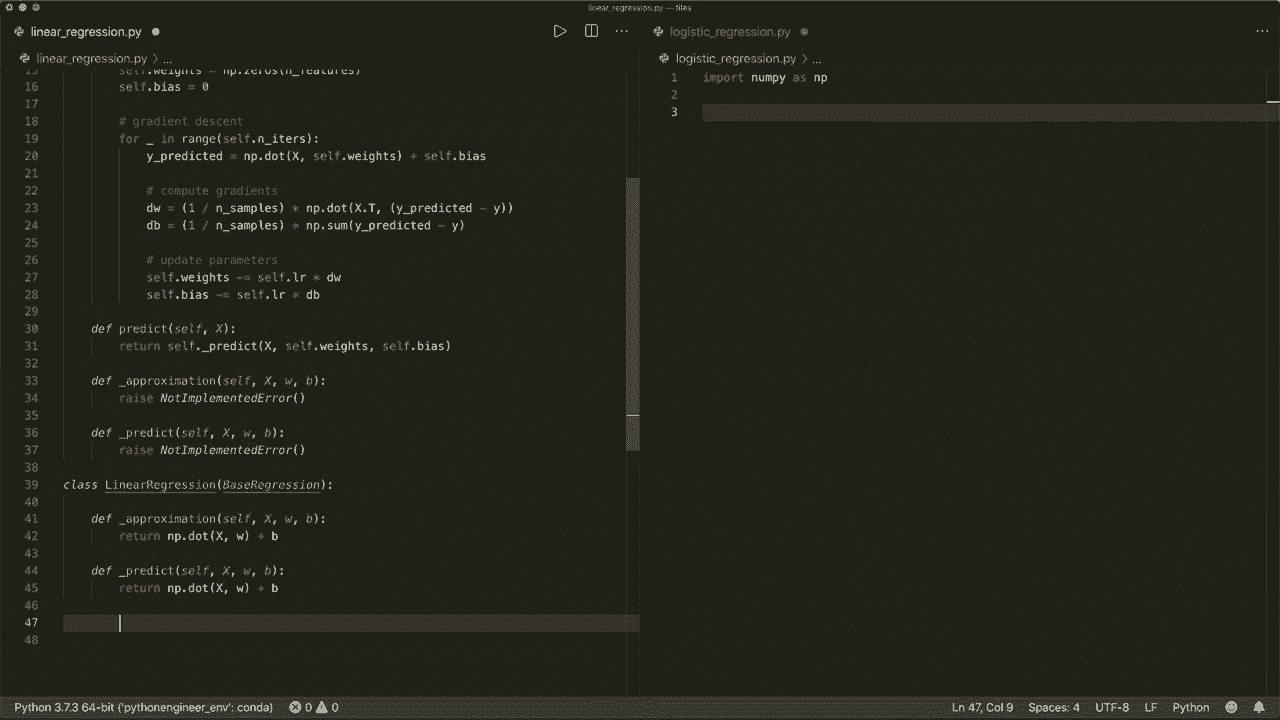 linear_regression.py — files
linear_regression.py
linear_regression.py > ...
15 self.weights = np.zeros(n_features)
16 self.bias = 0
17
18 # gradient descent
19 for _ in range(self.n_iters):
20 y_predicted = np.dot(X, self.weights) + self.bias
21
22 # compute gradients
23 dw = (1 / n_samples) * np.dot(X.T, (y_predicted - y))
24 db = (1 / n_samples) * np.sum(y_predicted - y)
25
26 # update parameters
27 self.weights -= self.lr * dw
28 self.bias -= self.lr * db
29
30 def predict(self, X):
31 return self._predict(X, self.weights, self.bias)
32
33 def _approximation(self, X, w, b):
34 raise NotImplementedError()
35
36 def _predict(self, X, w, b):
37 raise NotImplementedError()
38
39 class LinearRegression(BaseRegression):
40
41 def _approximation(self, X, w, b):
42 return np.dot(X, w) + b
43
44 def _predict(self, X, w, b):
45 return np.dot(X, w) + b
46
47
48
logistic_regression.py
logistic_regression.py > ...
1 import numpy as np
2
3
Python 3.7.3 64-bit ('pythonengineer_env': conda) 0 0 Ln 47, Col 9 Spaces: 4 UTF-8 LF Python